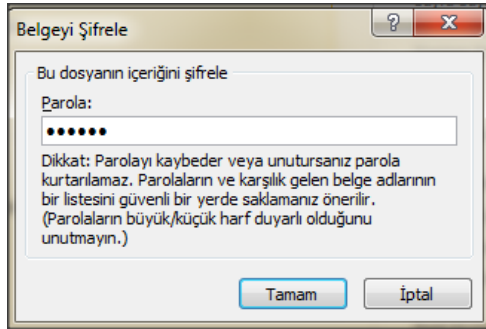 Belgeyi Şifrele
Bu dosyanın içeriğini şifrele
Parola:
●●●●●●
Dikkat: Parolayı kaybeder veya unutursanız parola
kurtarılamaz. Parolaların ve karşılık gelen belge adlarının
bir listesini güvenli bir yerde saklamanız önerilir.
(Parolaların büyük/küçük harf duyarlı olduğunu
unutmayın.)
Tamam
İptal